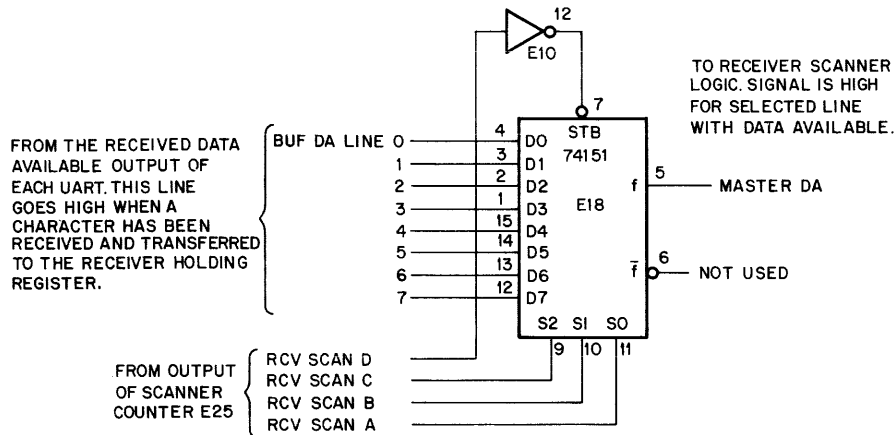 12
E10
TO RECEIVER SCANNER
LOGIC. SIGNAL IS HIGH
FOR SELECTED LINE
WITH DATA AVAILABLE.
7
STB
74151
E18
FROM THE RECEIVED DATA
AVAILABLE OUTPUT OF
EACH UART. THIS LINE
GOES HIGH WHEN A
CHARACTER HAS BEEN
RECEIVED AND TRANSFERRED
TO THE RECEIVER HOLDING
REGISTER.
BUF DA LINE 0 4 D0
1 3 D1
2 2 D2
3 1 D3
4 15 D4
5 14 D5
6 13 D6
7 12 D7
f 5 MASTER DA
f̅ 6 NOT USED
S2 S1 S0
9 10 11
FROM OUTPUT
OF SCANNER
COUNTER E25
RCV SCAN D
RCV SCAN C
RCV SCAN B
RCV SCAN A